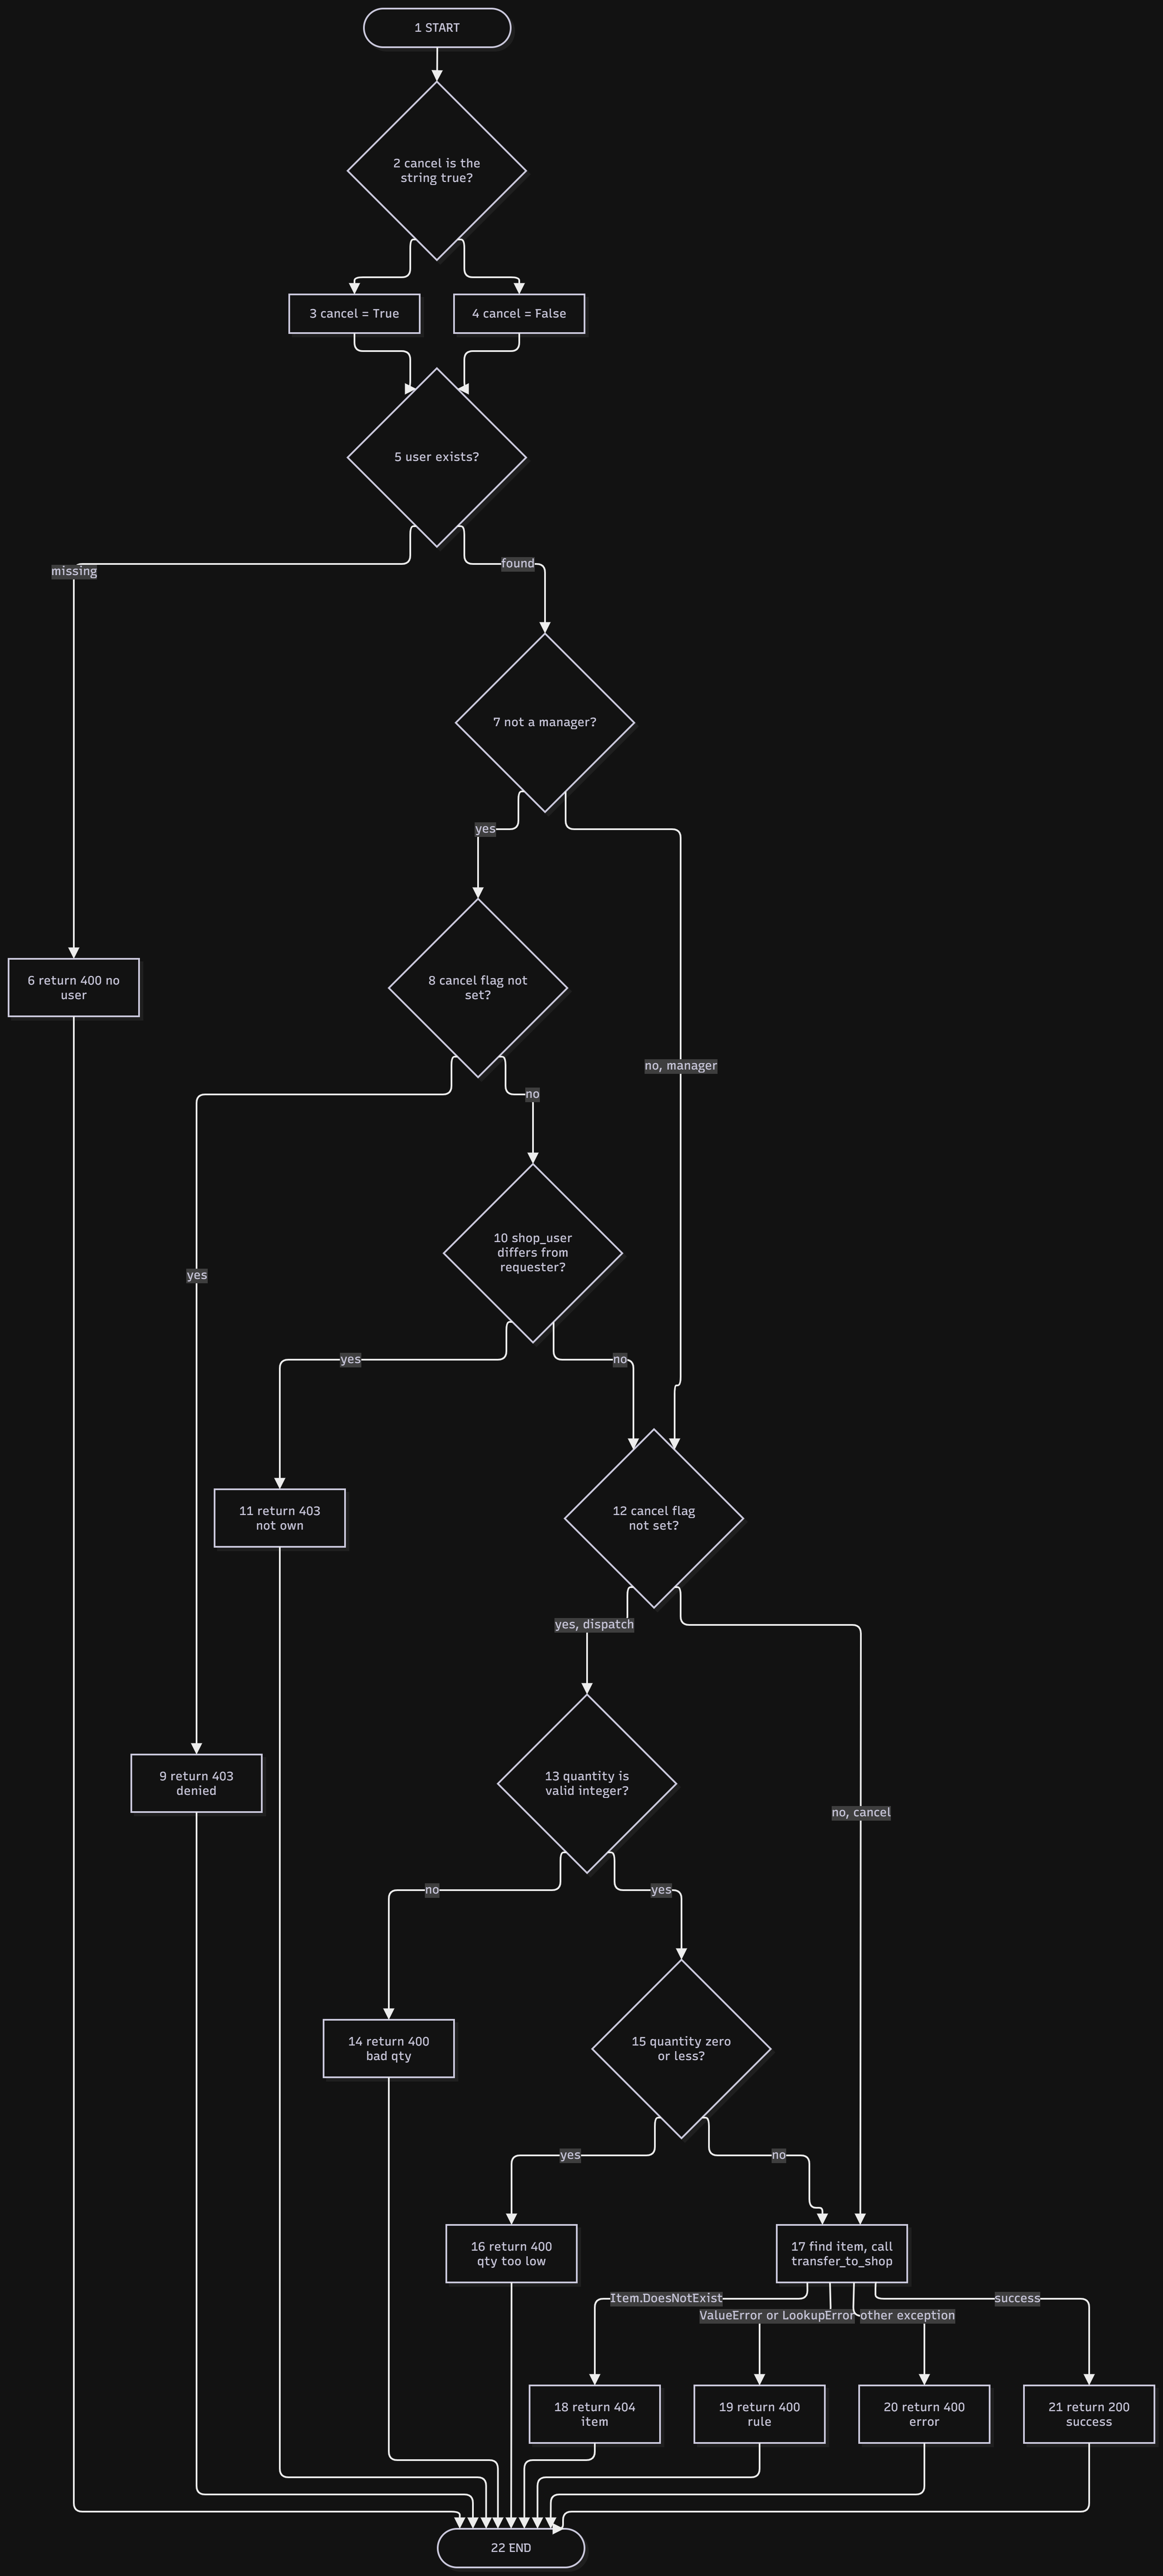 1 START
2 cancel is the
string true?
3 cancel = True
4 cancel = False
5 user exists?
missing
found
7 not a manager?
yes
6 return 400 no
user
8 cancel flag not
set?
no, manager
no
10 shop_user
differs from
requester?
yes
yes
no
11 return 403
not own
12 cancel flag
not set?
yes, dispatch
9 return 403
denied
13 quantity is
valid integer?
no, cancel
no
yes
14 return 400
bad qty
15 quantity zero
or less?
yes
no
16 return 400
qty too low
17 find item, call
transfer_to_shop
Item.DoesNotExist
success
ValueError or LookupError
other exception
18 return 404
item
19 return 400
rule
20 return 400
error
21 return 200
success
22 END